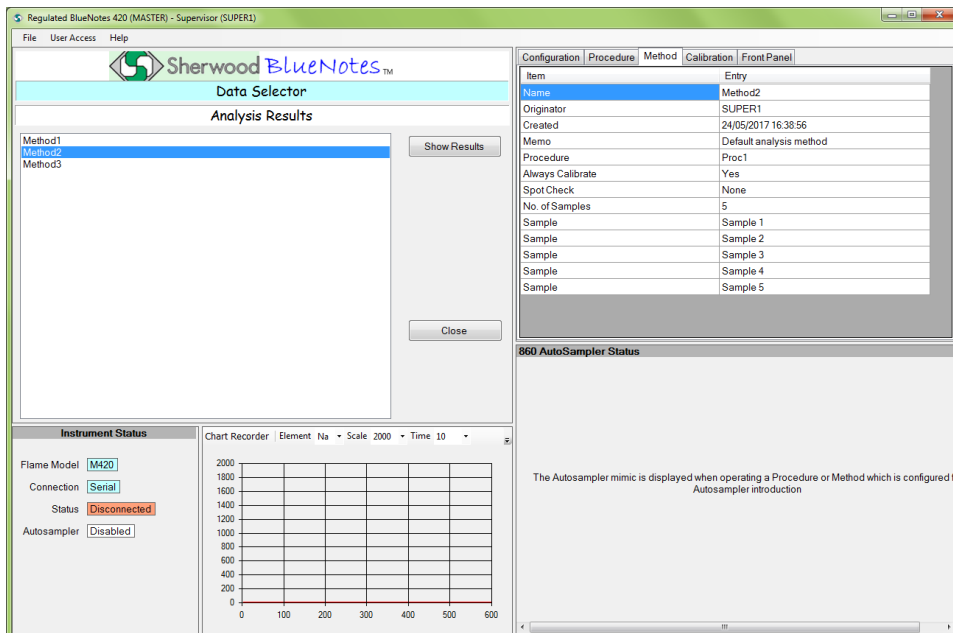 Regulated BlueNotes 420 (MASTER) - Supervisor (SUPER1)
File User Access Help
Sherwood BlueNotes TM
Data Selector
Analysis Results
Method1
Method2
Method3
Show Results
Close
Configuration Procedure Method Calibration Front Panel
Item Entry
Name Method2
Originator SUPER1
Created 24/05/2017 16:38:56
Memo Default analysis method
Procedure Proc1
Always Calibrate Yes
Spot Check None
No. of Samples 5
Sample Sample 1
Sample Sample 2
Sample Sample 3
Sample Sample 4
Sample Sample 5
860 AutoSampler Status
The Autosampler mimic is displayed when operating a Procedure or Method which is configured
Autosampler introduction
Instrument Status
Flame Model M420
Connection Serial
Status Disconnected
Autosampler Disabled
Chart Recorder Element Na Scale 2000 Time 10
2000
1800
1600
1400
1200
1000
800
600
400
200
0
0 100 200 300 400 500 600